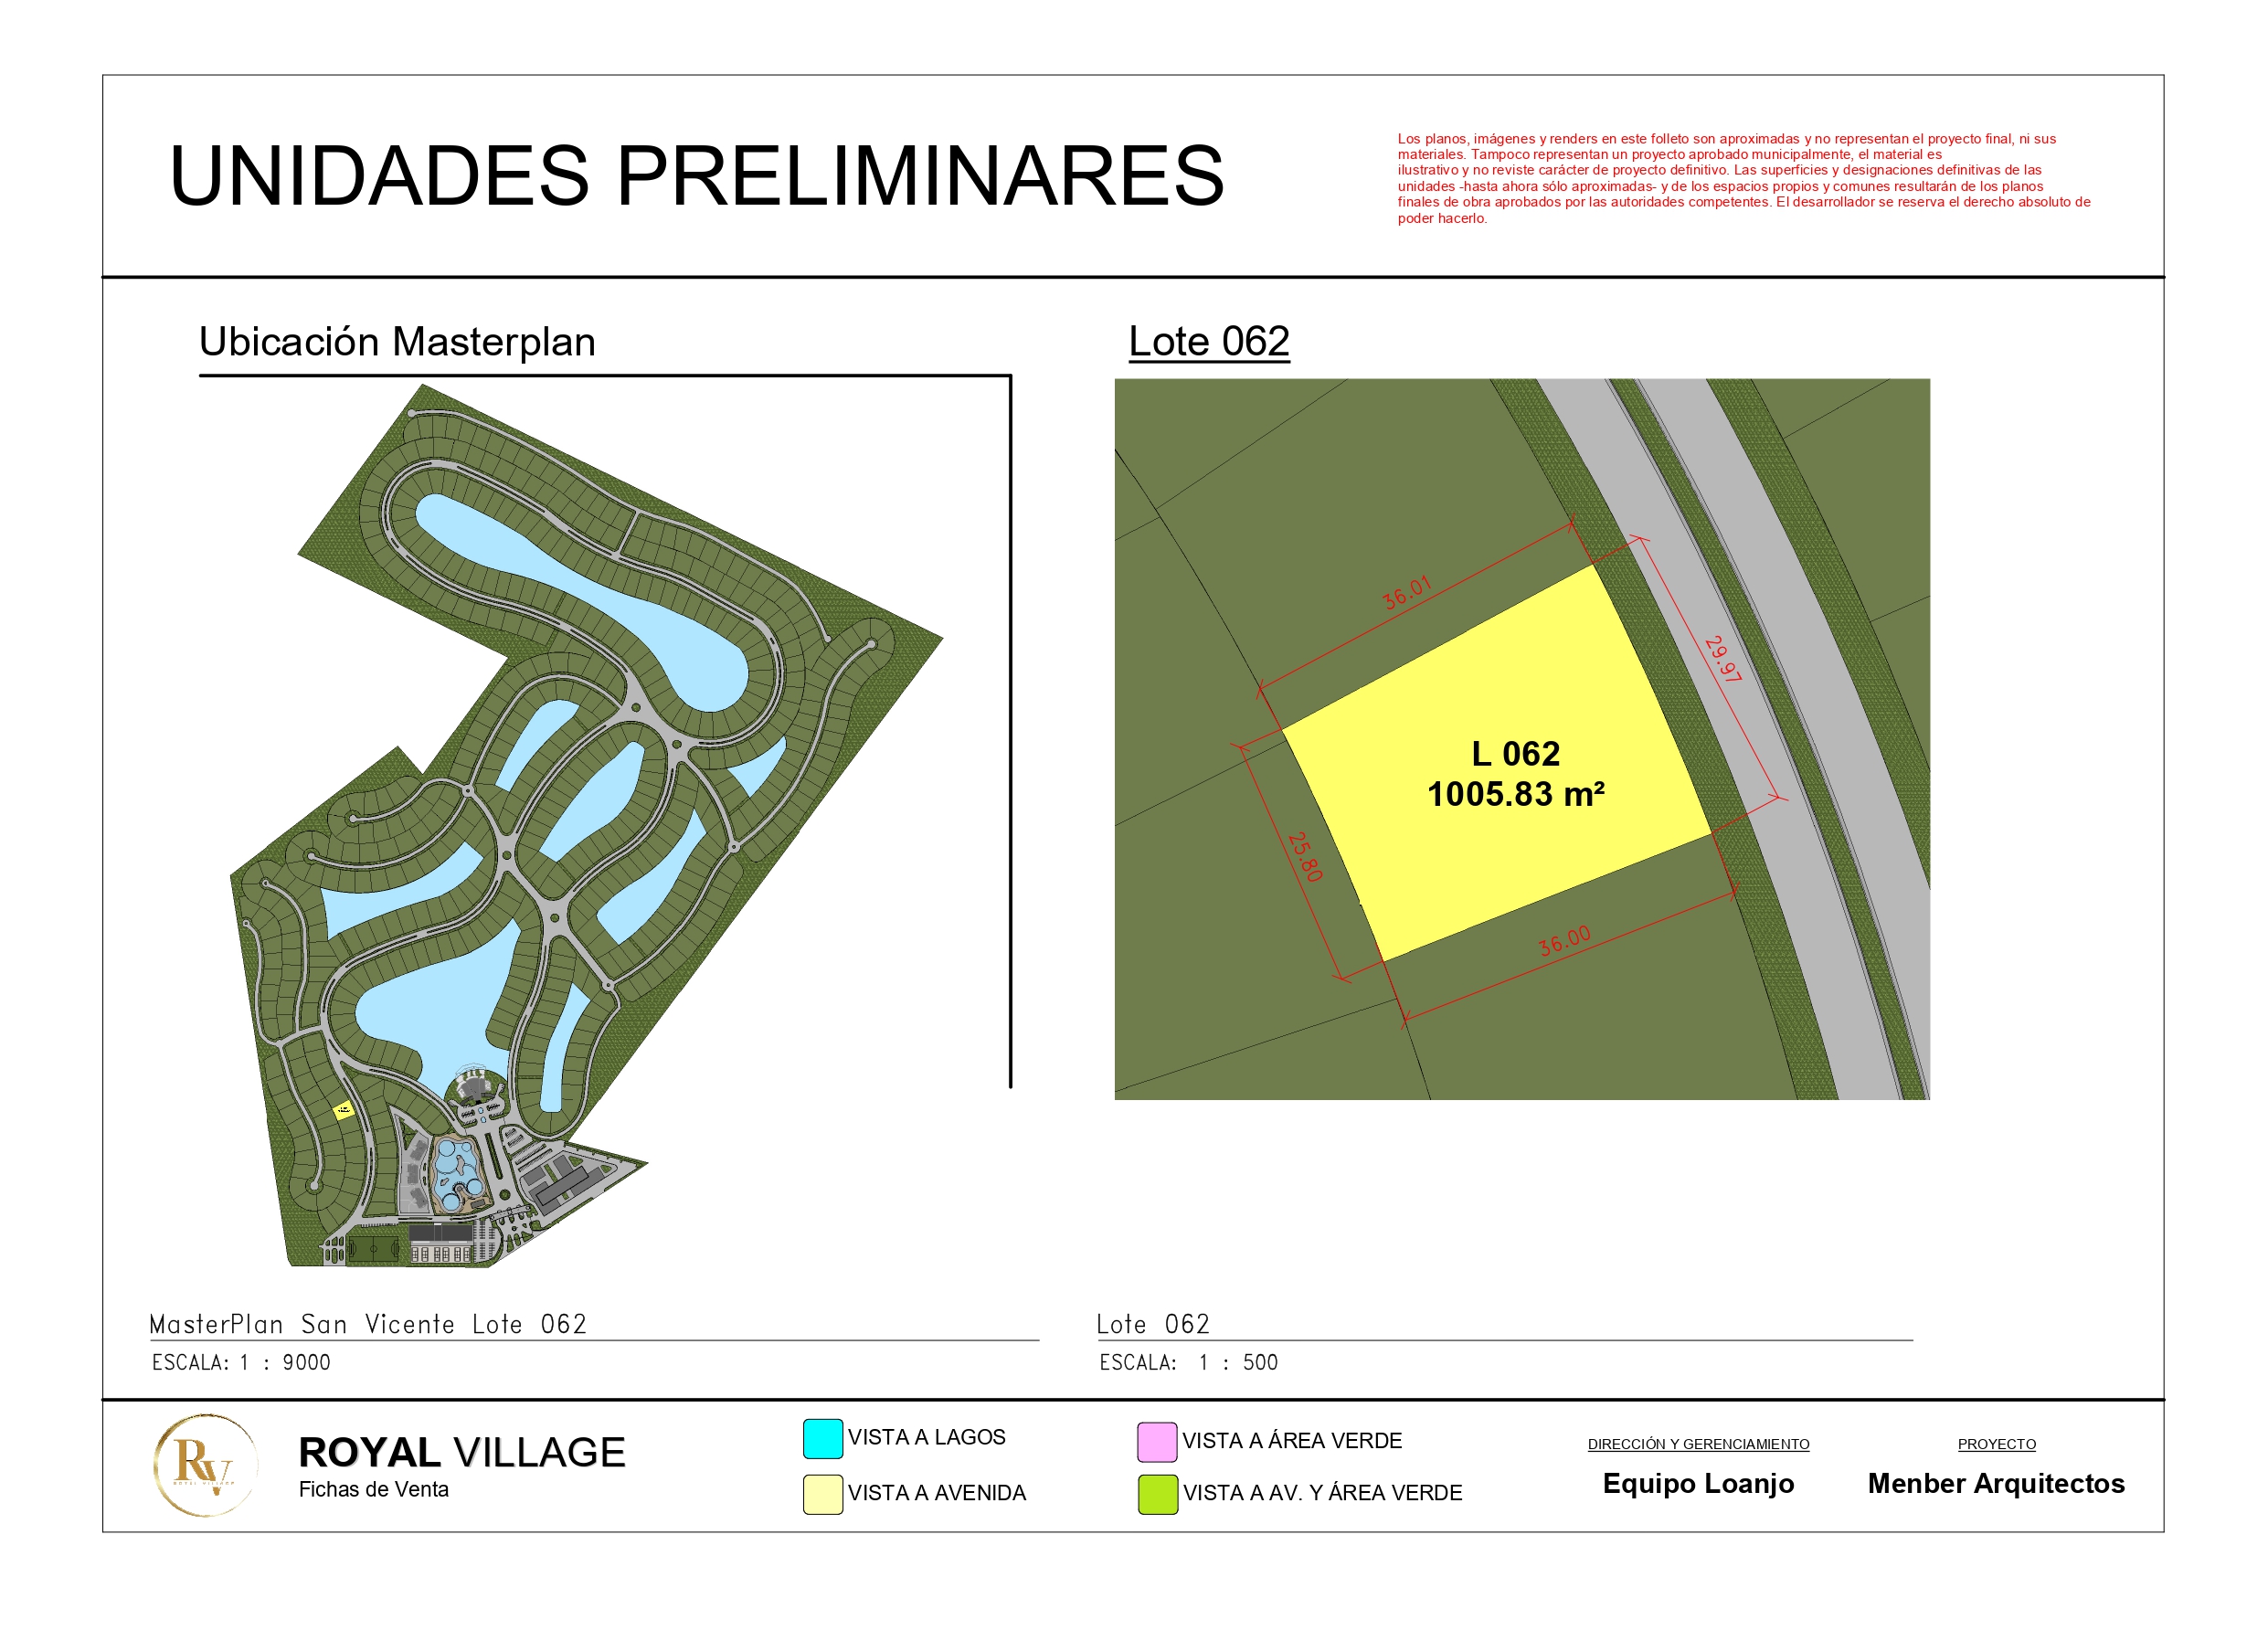 UNIDADES PRELIMINARES
Los planos, imágenes y renders en este folleto son aproximadas y no representan el proyecto final, ni sus
materiales. Tampoco representan un proyecto aprobado municipalmente, el material es
ilustrativo y no reviste carácter de proyecto definitivo. Las superficies y designaciones definitivas de las
unidades -hasta ahora sólo aproximadas- y de los espacios propios y comunes resultarán de los planos
finales de obra aprobados por las autoridades competentes. El desarrollador se reserva el derecho absoluto de
poder hacerlo.
Ubicación Masterplan
Lote 062
36.01
29.97
L 062
1005.83 m²
25.80
36.00
MasterPlan San Vicente Lote 062
ESCALA: 1 : 9000
Lote 062
ESCALA: 1 : 500
RV
ROYAL VILLAGE
ROYAL VILLAGE
Fichas de Venta
VISTA A LAGOS
VISTA A AVENIDA
VISTA A ÁREA VERDE
VISTA A AV. Y ÁREA VERDE
DIRECCIÓN Y GERENCIAMIENTO
Equipo Loanjo
PROYECTO
Menber Arquitectos